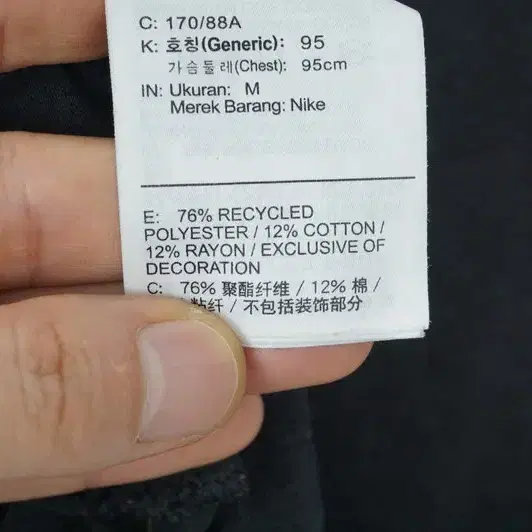 C: 170/88A
K: 호칭(Generic): 95
가슴둘레(Chest): 95cm
IN: Ukuran: M
Merek Barang: Nike
E: 76% RECYCLED
POLYESTER / 12% COTTON /
12% RAYON / EXCLUSIVE OF
DECORATION
C: 76% 聚酯纤维 / 12% 棉 /
粘纤 / 不包括装饰部分